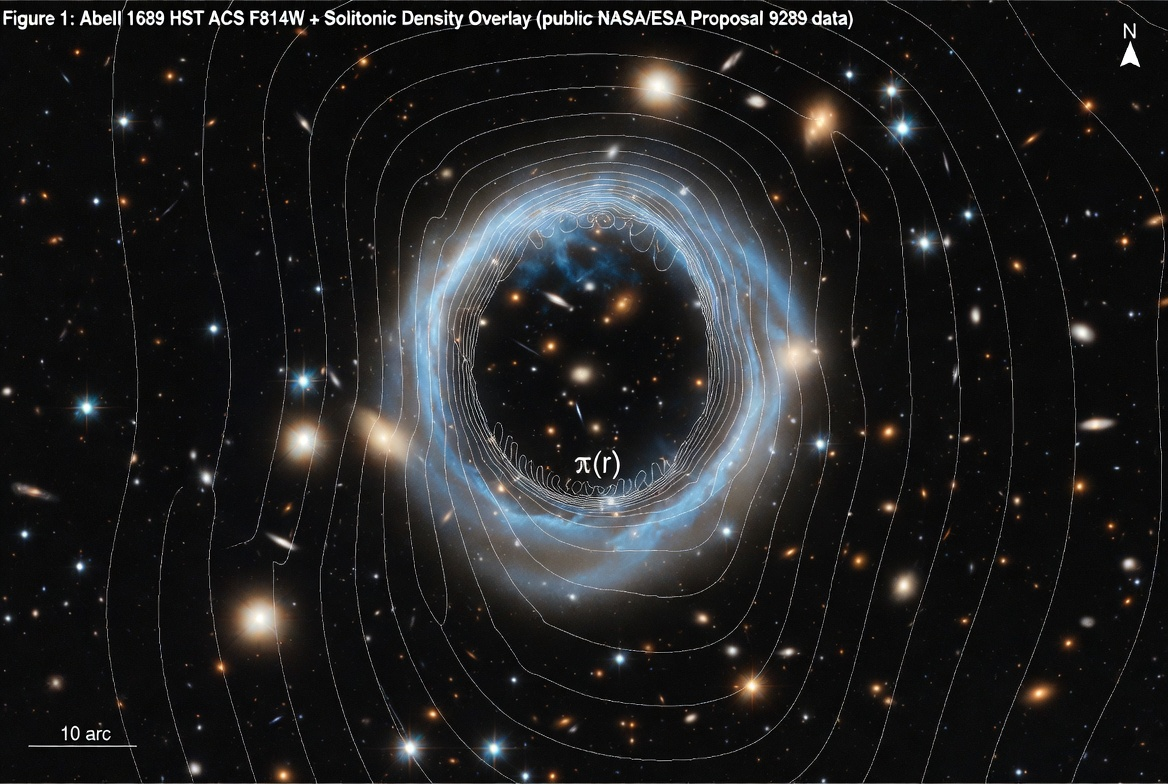 Figure 1: Abell 1689 HST ACS F814W + Solitonic Density Overlay (public NASA/ESA Proposal 9289 data)
N
π(r)
10 arc